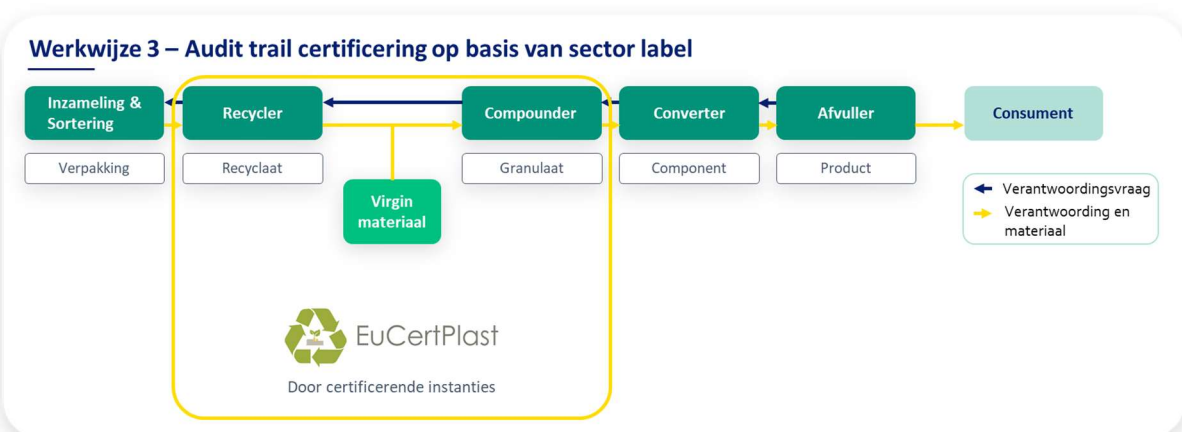 Werkwijze 3 – Audit trail certificering op basis van sector label
Inzameling &
Sortering
Recycler
Compounder
Converter
Afvuller
Consument
Verpakking
Recyclaat
Granulaat
Component
Product
Virgin
materiaal
Verantwoordingsvraag
Verantwoording en
materiaal
EuCertPlast
Door certificerende instanties